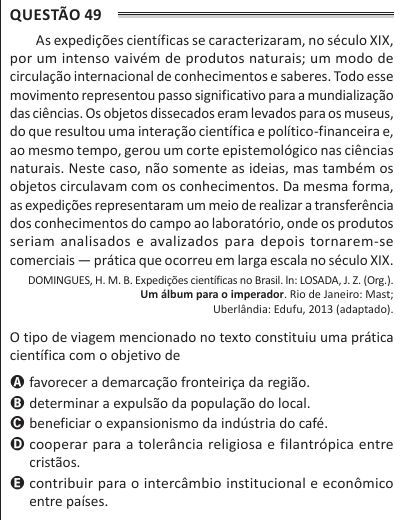 QUESTÃO 49
As expedições científicas se caracterizaram, no século XIX,
por um intenso vaivém de produtos naturais; um modo de
circulação internacional de conhecimentos e saberes. Todo esse
movimento representou passo significativo para a mundialização
das ciências. Os objetos dissecados eram levados para os museus,
do que resultou uma interação científica e político-financeira e,
ao mesmo tempo, gerou um corte epistemológico nas ciências
naturais. Neste caso, não somente as ideias, mas também os
objetos circulavam com os conhecimentos. Da mesma forma,
as expedições representaram um meio de realizar a transferência
dos conhecimentos do campo ao laboratório, onde os produtos
seriam analisados e avalizados para depois tornarem-se
comerciais — prática que ocorreu em larga escala no século XIX.
DOMINGUES, H. M. B. Expedições científicas no Brasil. In: LOSADA, J. Z. (Org.).
Um álbum para o imperador. Rio de Janeiro: Mast;
Uberlândia: Edufu, 2013 (adaptado).
O tipo de viagem mencionado no texto constituiu uma prática
científica com o objetivo de
A favorecer a demarcação fronteiriça da região.
B determinar a expulsão da população do local.
C beneficiar o expansionismo da indústria do café.
D cooperar para a tolerância religiosa e filantrópica entre
cristãos.
E contribuir para o intercâmbio institucional e econômico
entre países.